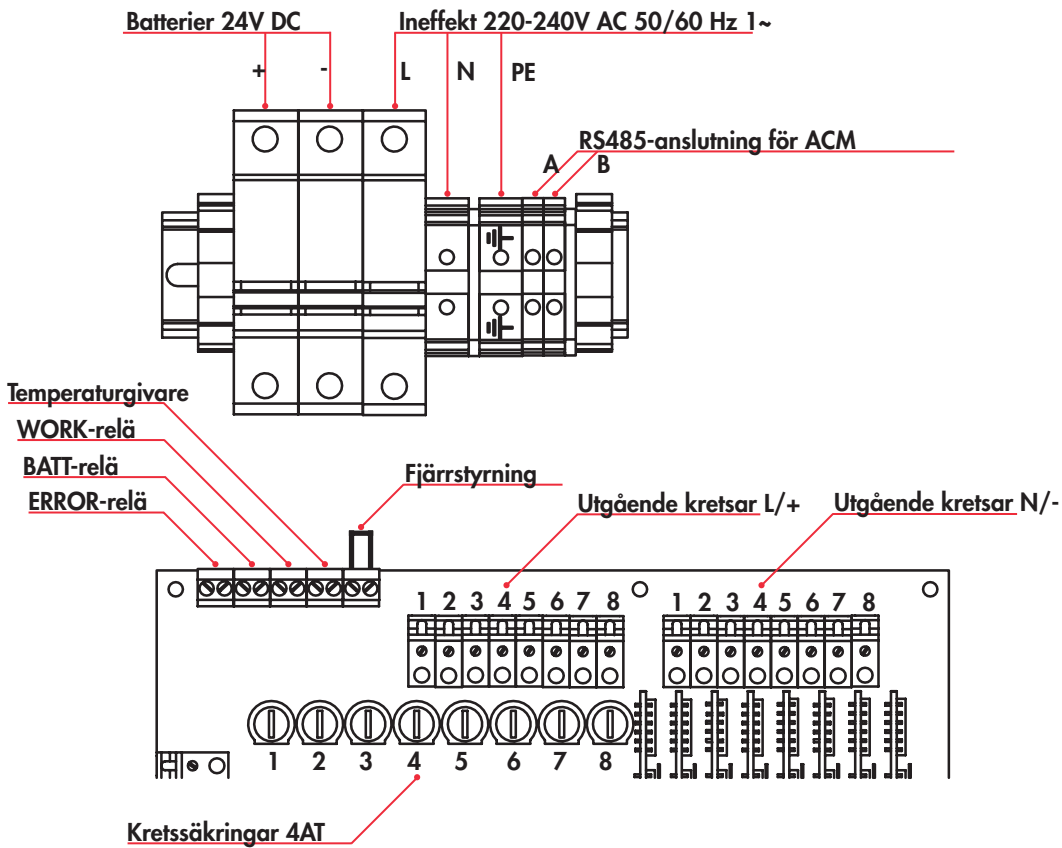 Batterier 24V DC
Ineffekt 220-240V AC 50/60 Hz 1~
+ - L N PE
RS485-anslutning för ACM
A B
Temperaturgivare
WORK-relä
BATT-relä
ERROR-relä
Fjärrstyrning
Utgående kretsar L/+
Utgående kretsar N/-
1 2 3 4 5 6 7 8
1 2 3 4 5 6 7 8
1 2 3 4 5 6 7 8
Kretssäkringar 4AT